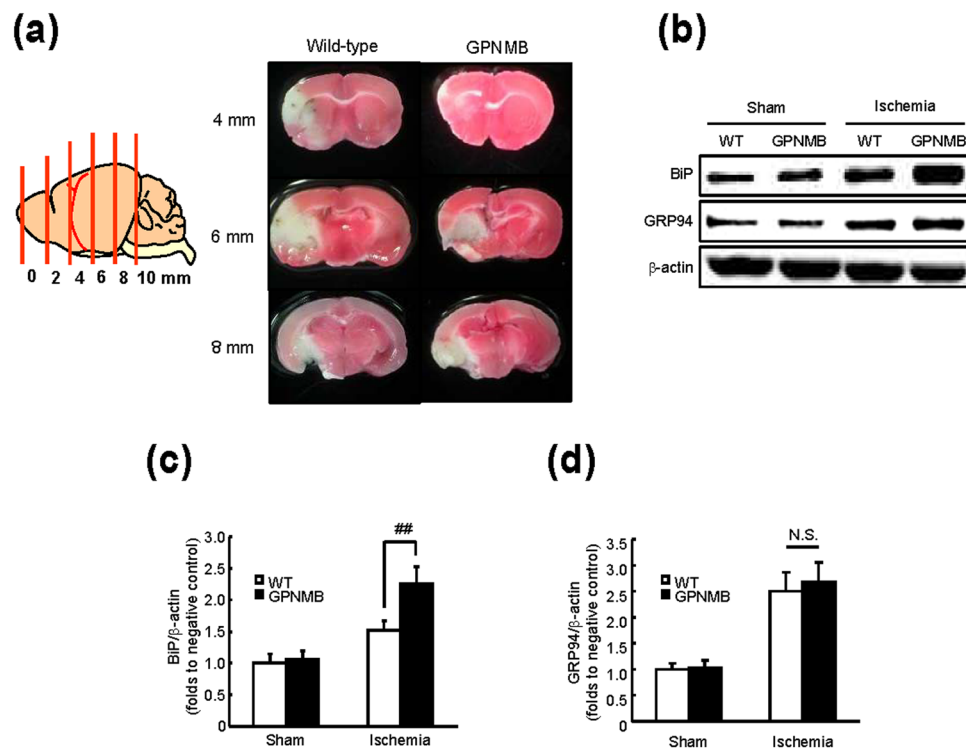 (a)
Wild-type GPNMB
4 mm
6 mm
8 mm
0 2 4 6 8 10 mm
(b)
Sham Ischemia
WT GPNMB WT GPNMB
BiP
GRP94
β-actin
(c)
BiP/β-actin
(folds to negative control)
3.0
2.5
2.0
1.5
1.0
0.5
0
WT
GPNMB
##
Sham Ischemia
(d)
GRP94/β-actin
(folds to negative control)
3.5
Sham Ischemia
3.0
2.5
2.0
1.5
1.0
0.5
0
WT
GPNMB
N.S.